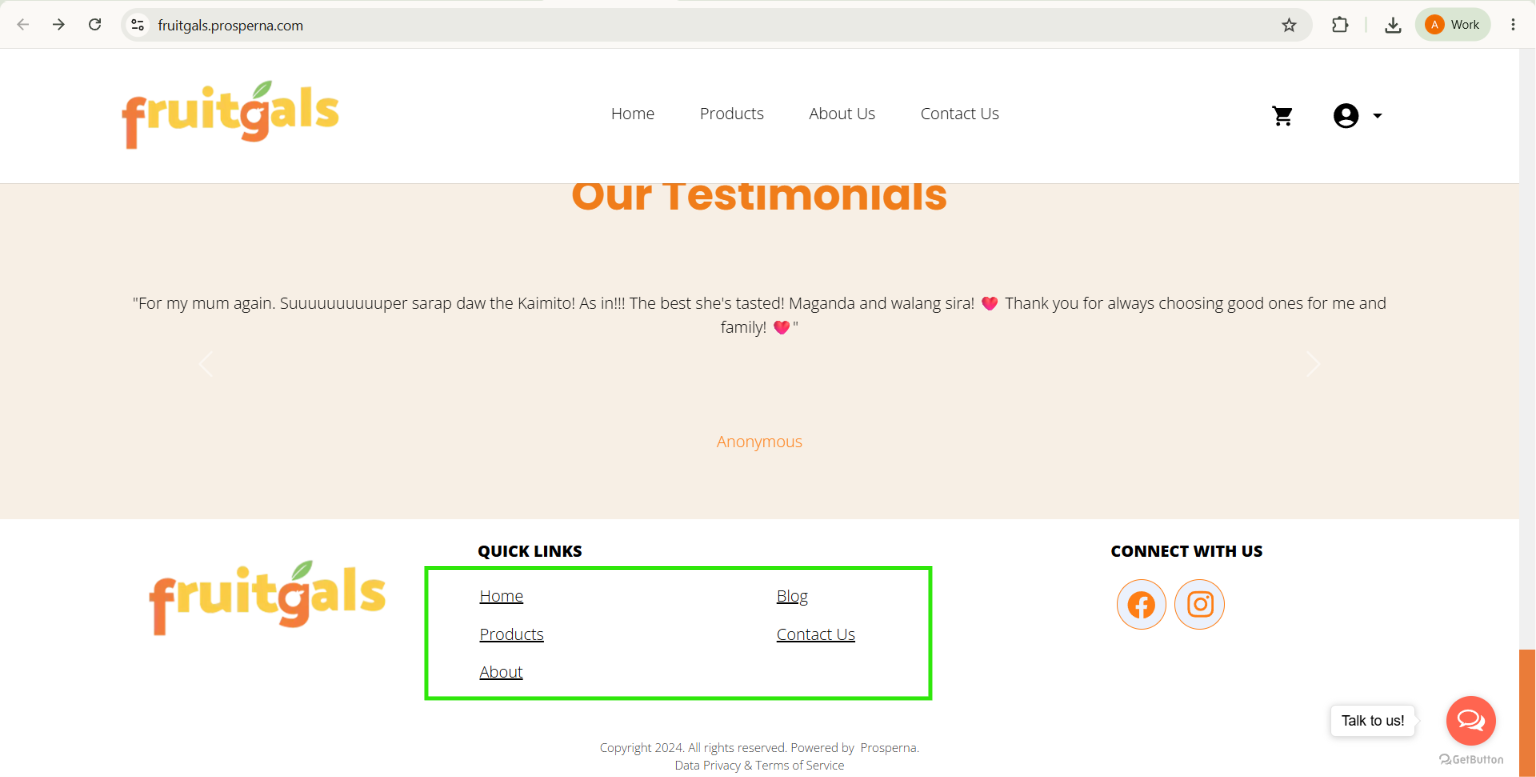 fruitgals.prosperna.com
A Work
fruitgals
Home Products About Us Contact Us
Our Testimonials
"For my mum again. Suuuuuuuuuper sarap daw the Kaimito! As in!!! The best she's tasted! Maganda and walang sira! 💗 Thank you for always choosing good ones for me and
family! 💗"
Anonymous
fruitgals
QUICK LINKS
Home
Products
About
Blog
Contact Us
CONNECT WITH US
Talk to us!
GetButton
Copyright 2024. All rights reserved. Powered by Prosperna.
Data Privacy & Terms of Service